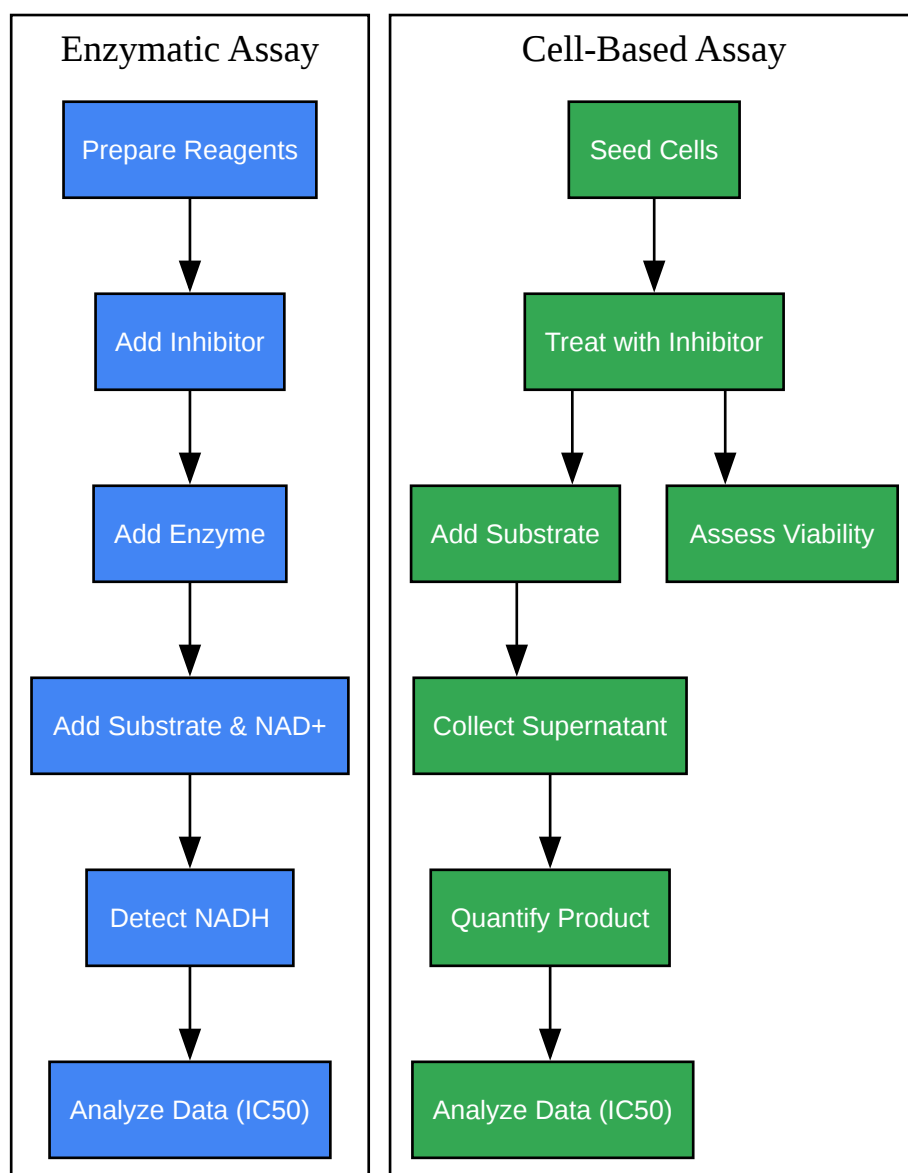 Enzymatic Assay
Prepare Reagents
Add Inhibitor
Add Enzyme
Add Substrate & NAD+
Detect NADH
Analyze Data (IC50)
Cell-Based Assay
Seed Cells
Treat with Inhibitor
Add Substrate
Assess Viability
Collect Supernatant
Quantify Product
Analyze Data (IC50)